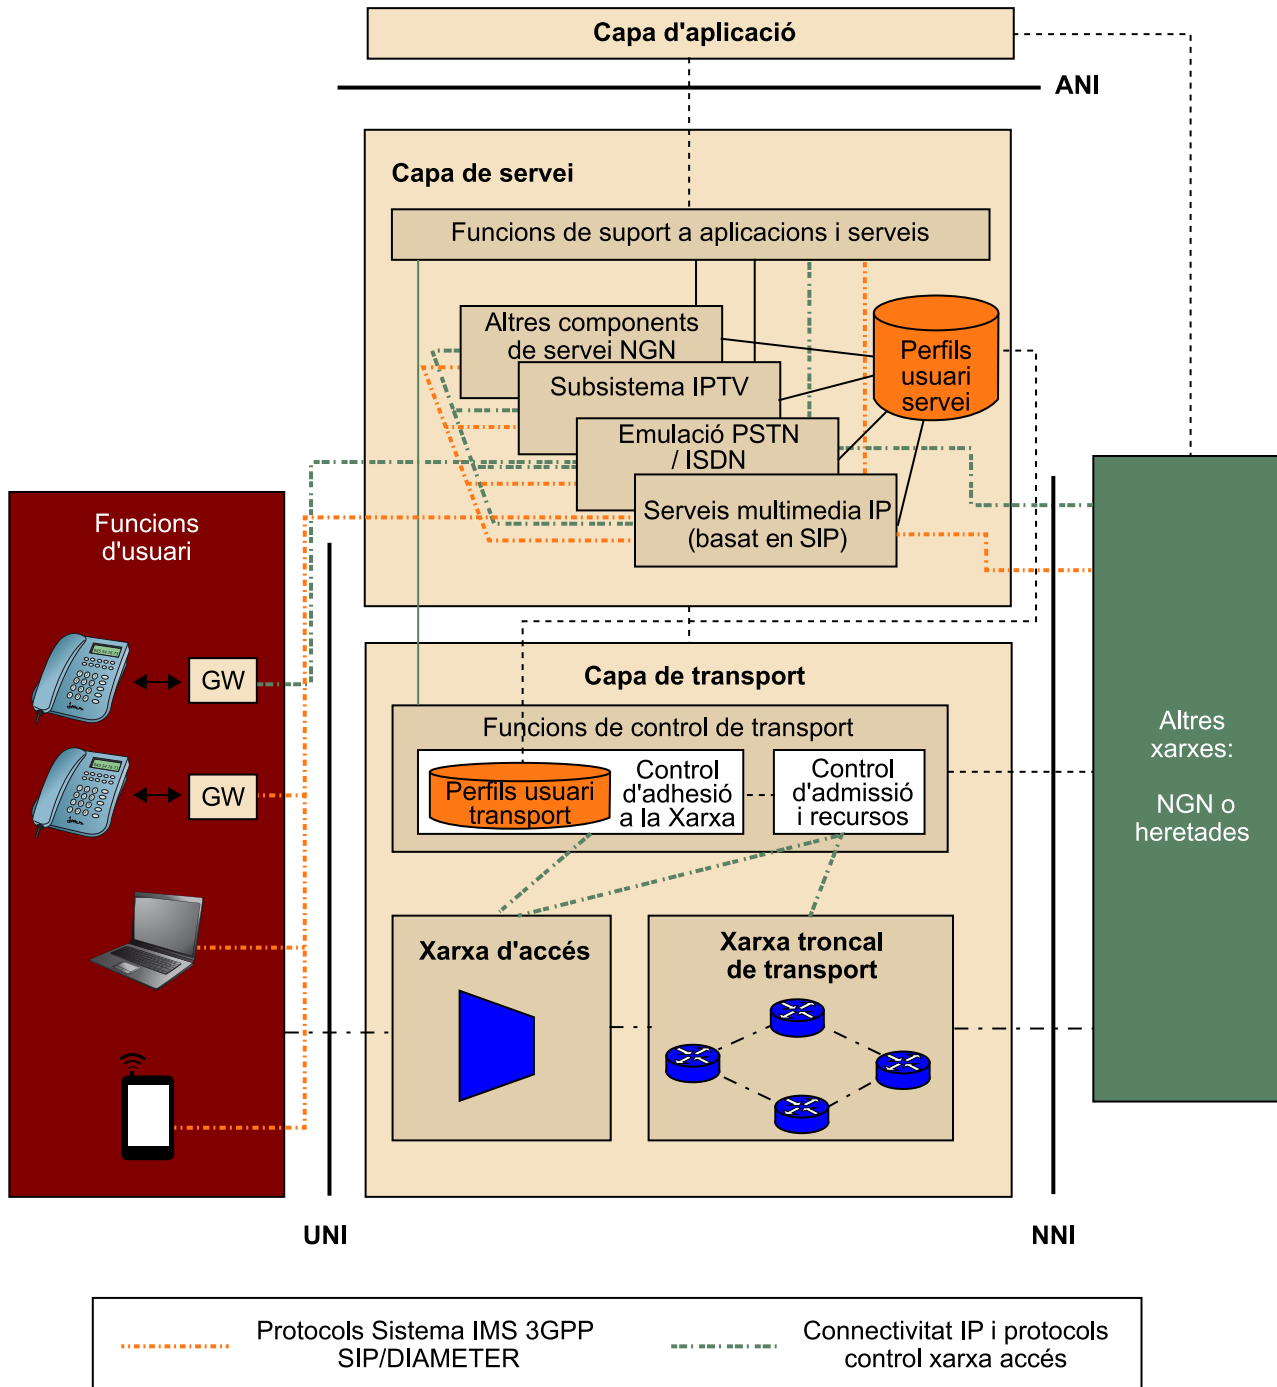 Capa d'aplicació
ANI
Capa de servei
Funcions de suport a aplicacions i serveis
Altres components
de servei NGN
Subsistema IPTV
Emulació PSTN
/ ISDN
Serveis multimedia IP
(basat en SIP)
Perfils
usuari
servei
Funcions
d'usuari
GW
GW
Capa de transport
Funcions de control de transport
Perfils usuari
transport
Control
d'adhesió
a la Xarxa
Control
d'admissió
i recursos
Xarxa d'accés
Xarxa troncal
de transport
Altres
xarxes:
NGN o
heretades
UNI
NNI
Protocols Sistema IMS 3GPP
SIP/DIAMETER
Connectivitat IP i protocols
control xarxa accés